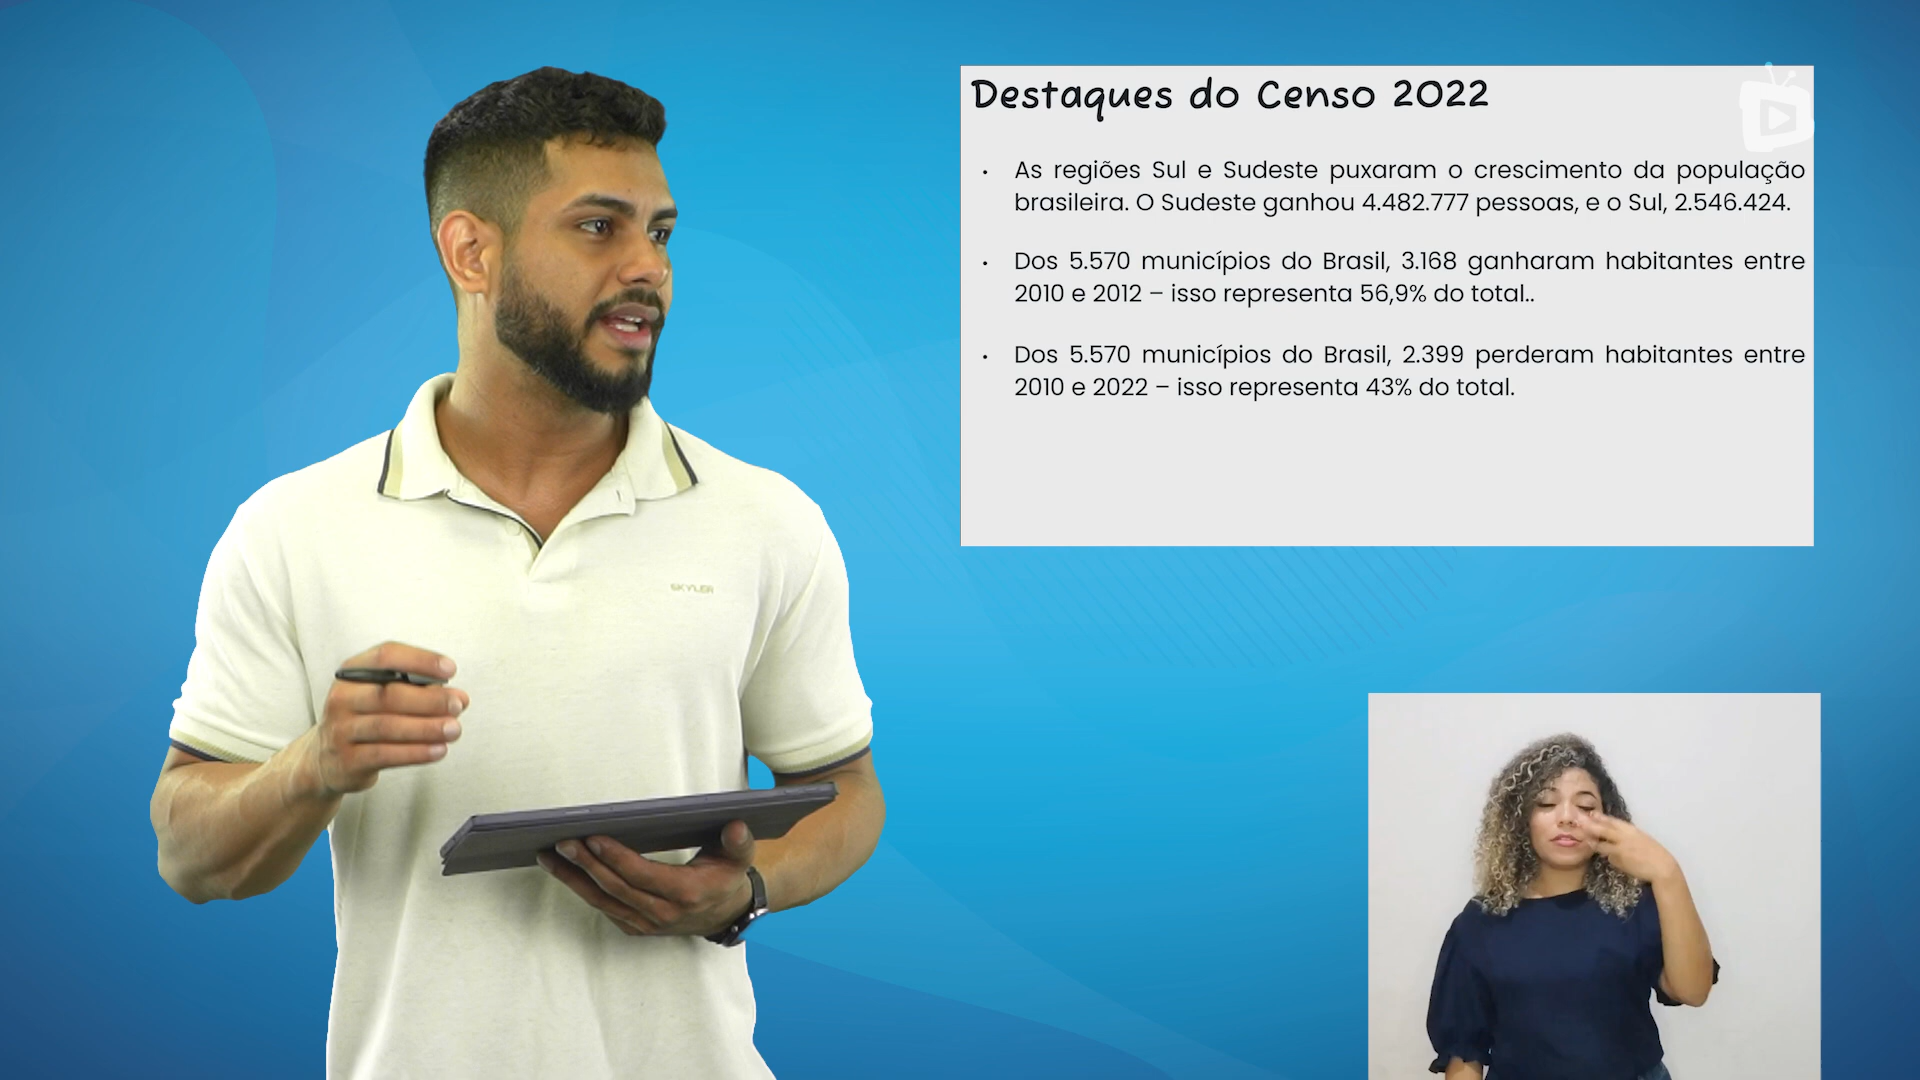 Destaques do Censo 2022
• As regiões Sul e Sudeste puxaram o crescimento da população
brasileira. O Sudeste ganhou 4.482.777 pessoas, e o Sul, 2.546.424.
• Dos 5.570 municípios do Brasil, 3.168 ganharam habitantes entre
2010 e 2012 – isso representa 56,9% do total..
• Dos 5.570 municípios do Brasil, 2.399 perderam habitantes entre
2010 e 2022 – isso representa 43% do total.
SKYLER